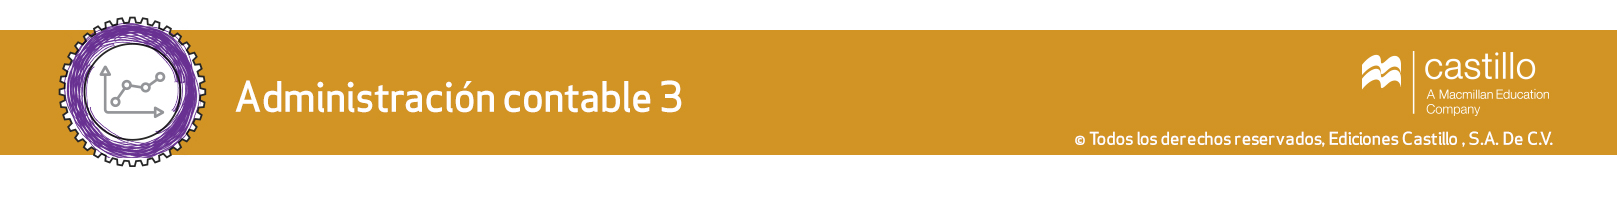 Administración contable 3
castillo
A Macmillan Education
Company
© Todos los derechos reservados, Ediciones Castillo , S.A. De C.V.